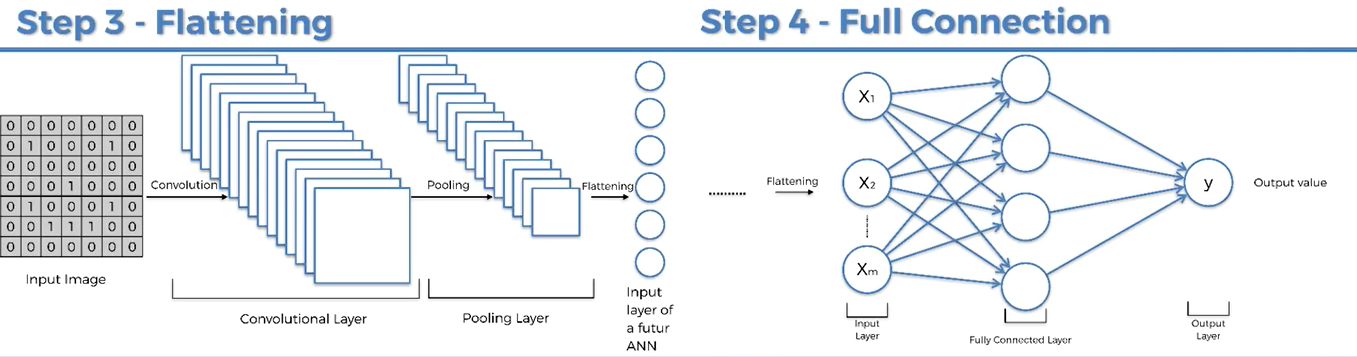 Step 3 - Flattening
0 0 0 0 0 0 0
0 1 0 0 0 1 0
0 0 0 0 0 0 0
0 0 0 1 0 0 0
0 1 0 0 0 1 0
0 0 1 1 1 0 0
0 0 0 0 0 0 0
Input Image
Convolution
Convolutional Layer
Pooling
Pooling Layer
Flattening
Input
layer of
a futur
ANN
Step 4 - Full Connection
..........
Flattening
X1
X2
Xm
Input
Layer
Fully Connected Layer
y
Output
Layer
Output value